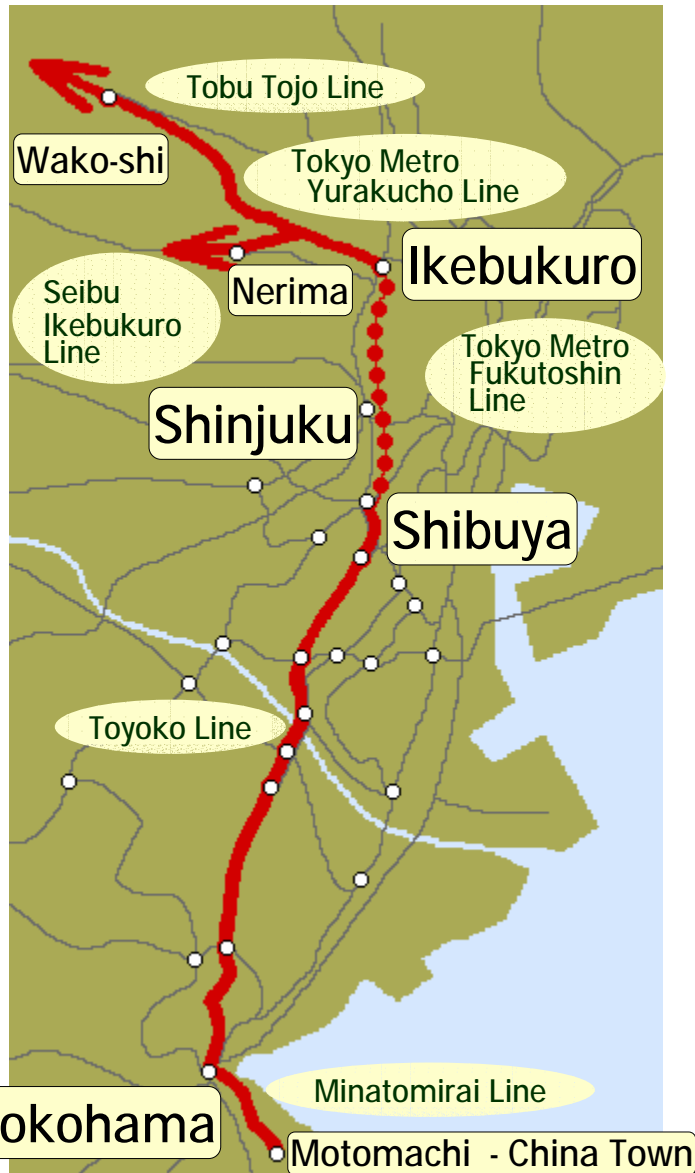 Tobu Tojo Line
Wako-shi
Tokyo Metro
Yurakucho Line
Ikebukuro
Nerima
Seibu
Ikebukuro
Line
Tokyo Metro
Fukutoshin
Line
Shinjuku
Shibuya
Toyoko Line
Minatomirai Line
okohama
Motomachi - China Town